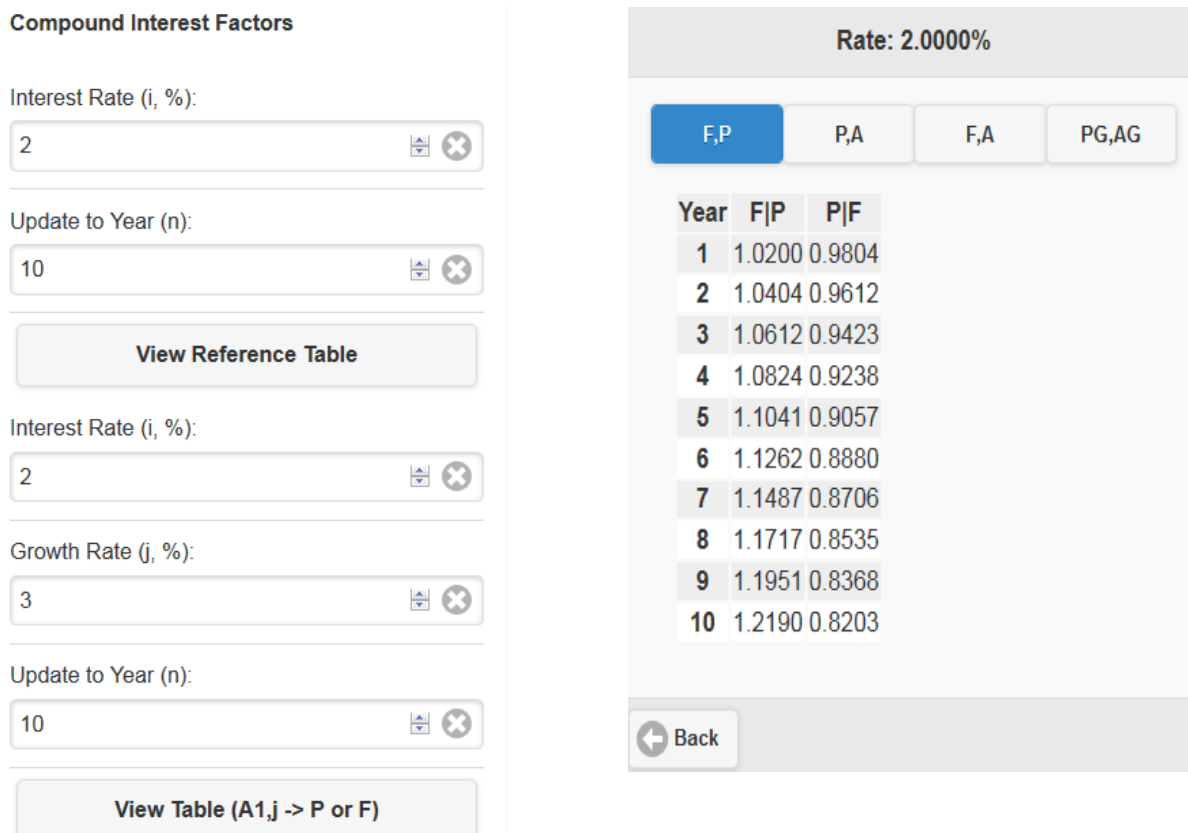 Compound Interest Factors
Interest Rate (i, %):
2
Update to Year (n):
10
View Reference Table
Interest Rate (i, %):
2
Growth Rate (j, %):
3
Update to Year (n):
10
View Table (A1,j -> P or F)
Rate: 2.0000%
F,P P,A F,A PG,AG
Year F|P P|F
1 1.0200 0.9804
2 1.0404 0.9612
3 1.0612 0.9423
4 1.0824 0.9238
5 1.1041 0.9057
6 1.1262 0.8880
7 1.1487 0.8706
8 1.1717 0.8535
9 1.1951 0.8368
10 1.2190 0.8203
Back